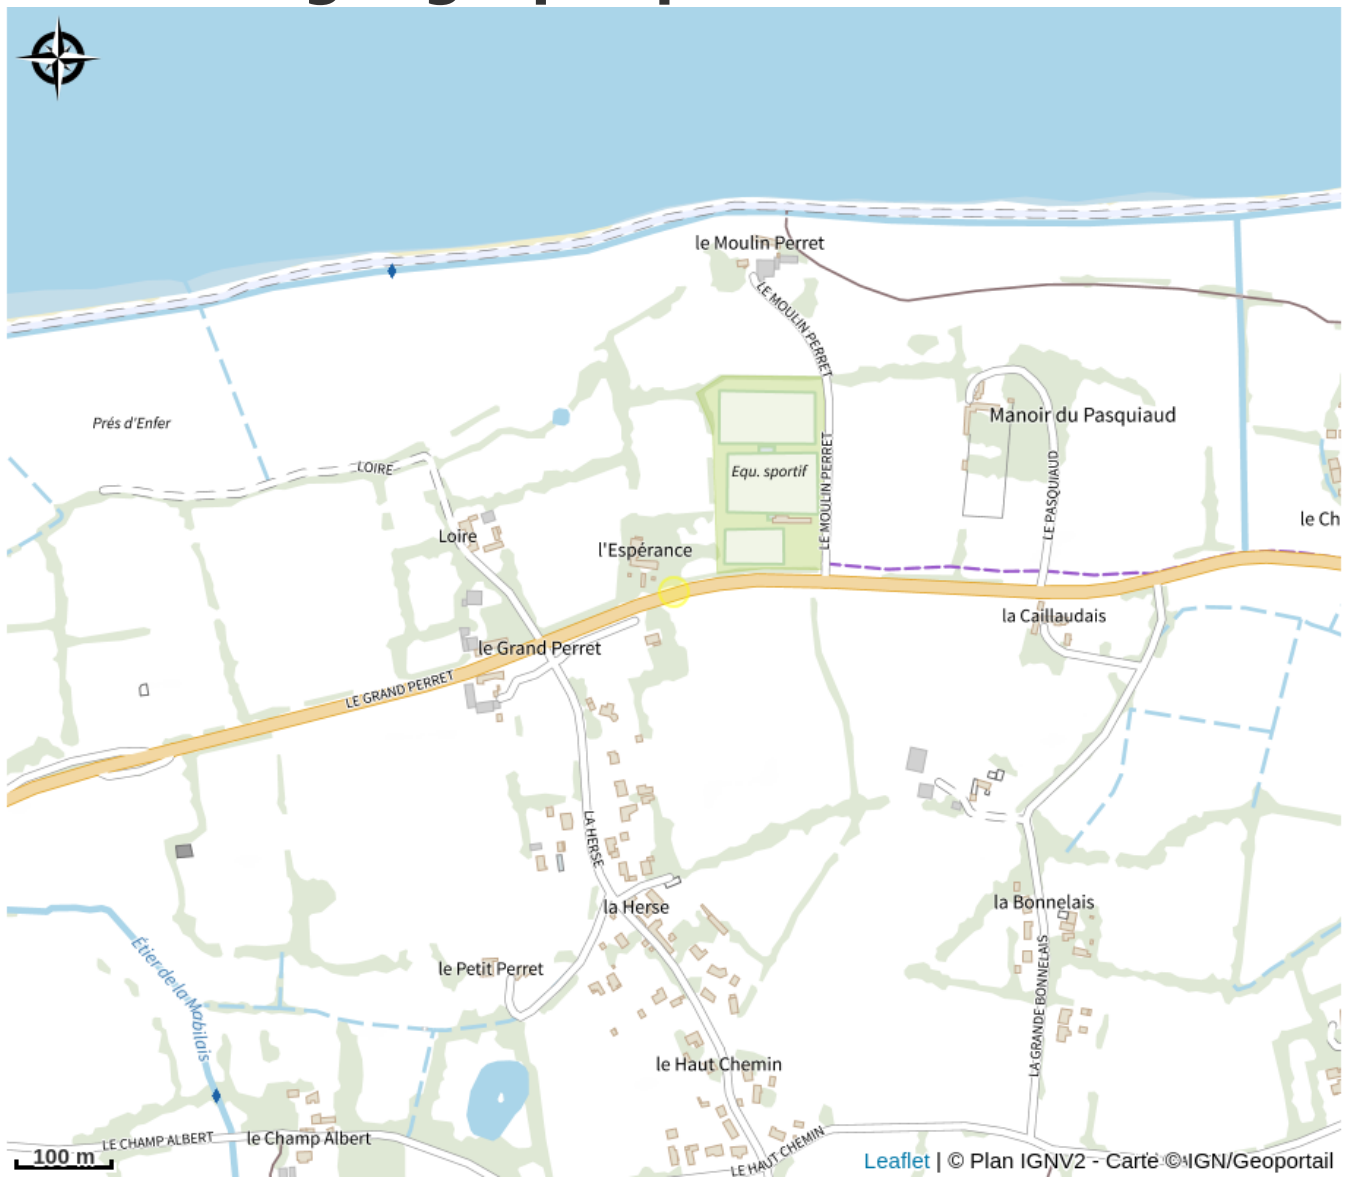 le Moulin Perret
LE MOULIN PERRET
Prés d'Enfer
Manoir du Pasquiaud
LOIRE
Equ. sportif
LE MOULIN PERRET
LE PASQUIAUD
le Ch
Loire
l'Espérance
la Caillaudais
le Grand Perret
LE GRAND PERRET
LA HERSE
la Herse
la Bonnelais
Étier de la Mabilais
le Petit Perret
LA GRANDE BONNELAIS
le Haut Chemin
LE CHAMP ALBERT
le Champ Albert
LE HAUT CHEMIN
100 m
Leaflet | © Plan IGNV2 - Carte © IGN/Geoportail